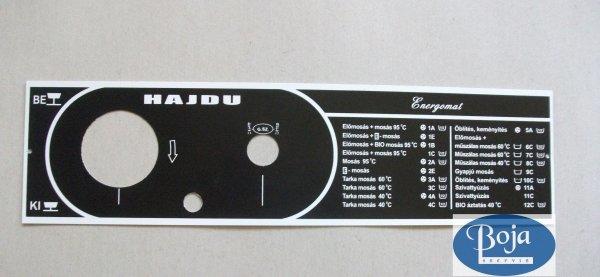 BE
HAJDU
Energomat
G.SZ.
Előmosás + mosás 95 °C 1A
Előmosás + E - mosás 1E
Előmosás + BIO mosás 95 °C 1B
Előmosás + mosás 95 °C 1C
Mosás 95 °C 2A
E - mosás 2E
Tarka mosás 60 °C 3A
Tarka mosás 60 °C 3C
Tarka mosás 40 °C 4A
Tarka mosás 40 °C 4C
Öblítés, keményítés 5A
Előmosás +
műszálas mosás 60 °C 6C
Műszálas mosás 60 °C 7C
Műszálas mosás 40 °C 8C
Gyapjú mosás 9C
Öblítés, keményítés 10C
Szivattyúzás 11A
Szivattyúzás 11C
BIO áztatás 40 °C 12C
KI
Boja
SZERVIZ